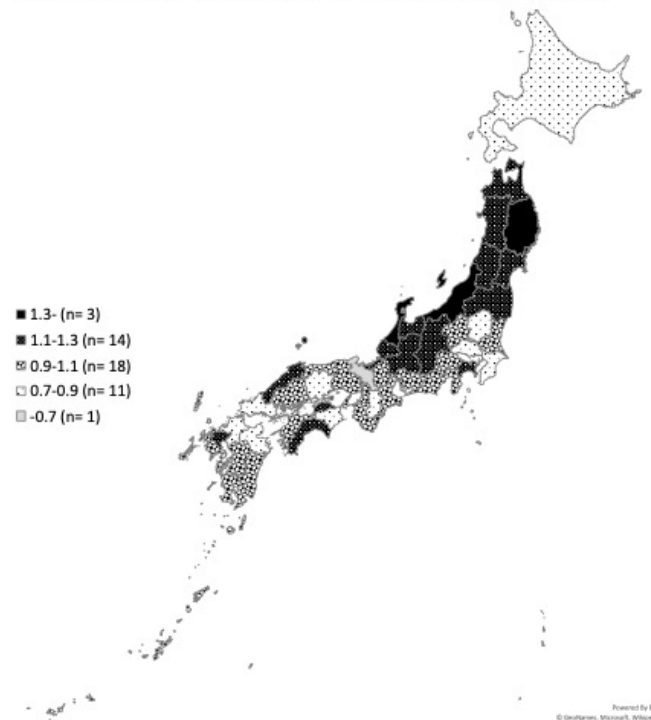 1.3- (n= 3)
1.1-1.3 (n= 14)
0.9-1.1 (n= 18)
0.7-0.9 (n= 11)
-0.7 (n= 1)
Powered by
© GeoNames, Microsoft,